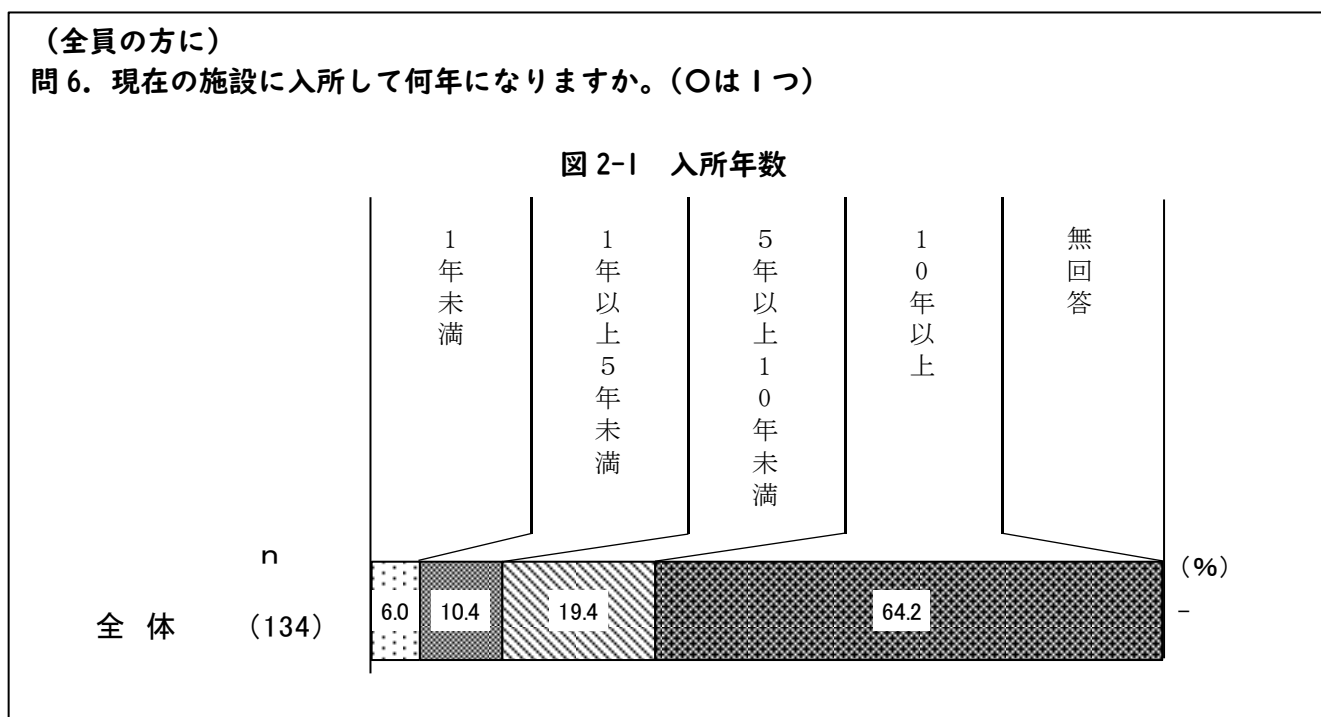 （全員の方に）
問6．現在の施設に入所して何年になりますか。（〇は1つ）
図2-1　入所年数
1年未満
1年以上5年未満
5年以上10年未満
10年以上
無回答
n
（%）
全 体　（134）
6.0
10.4
19.4
64.2
-